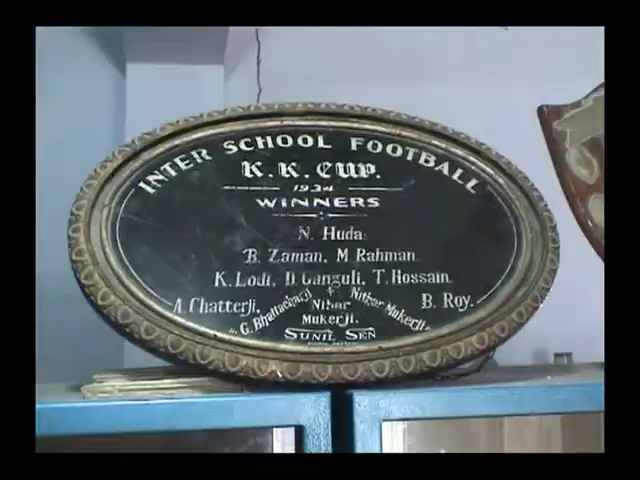 INTER SCHOOL FOOTBALL
K.K. CUP.
1934
WINNERS
N. Huda.
B. Zaman, M. Rahman.
K. Lodi, D. Ganguli, T. Hossain.
A. Chatterji, G. Bhattacharji Nihar Mukerji. Nithar Mukerji B. Roy.
SUNIL SEN